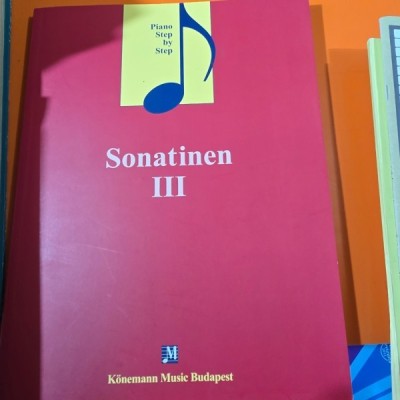 Piano
Step
by
Step
Sonatinen
III
M
Könemann Music Budapest